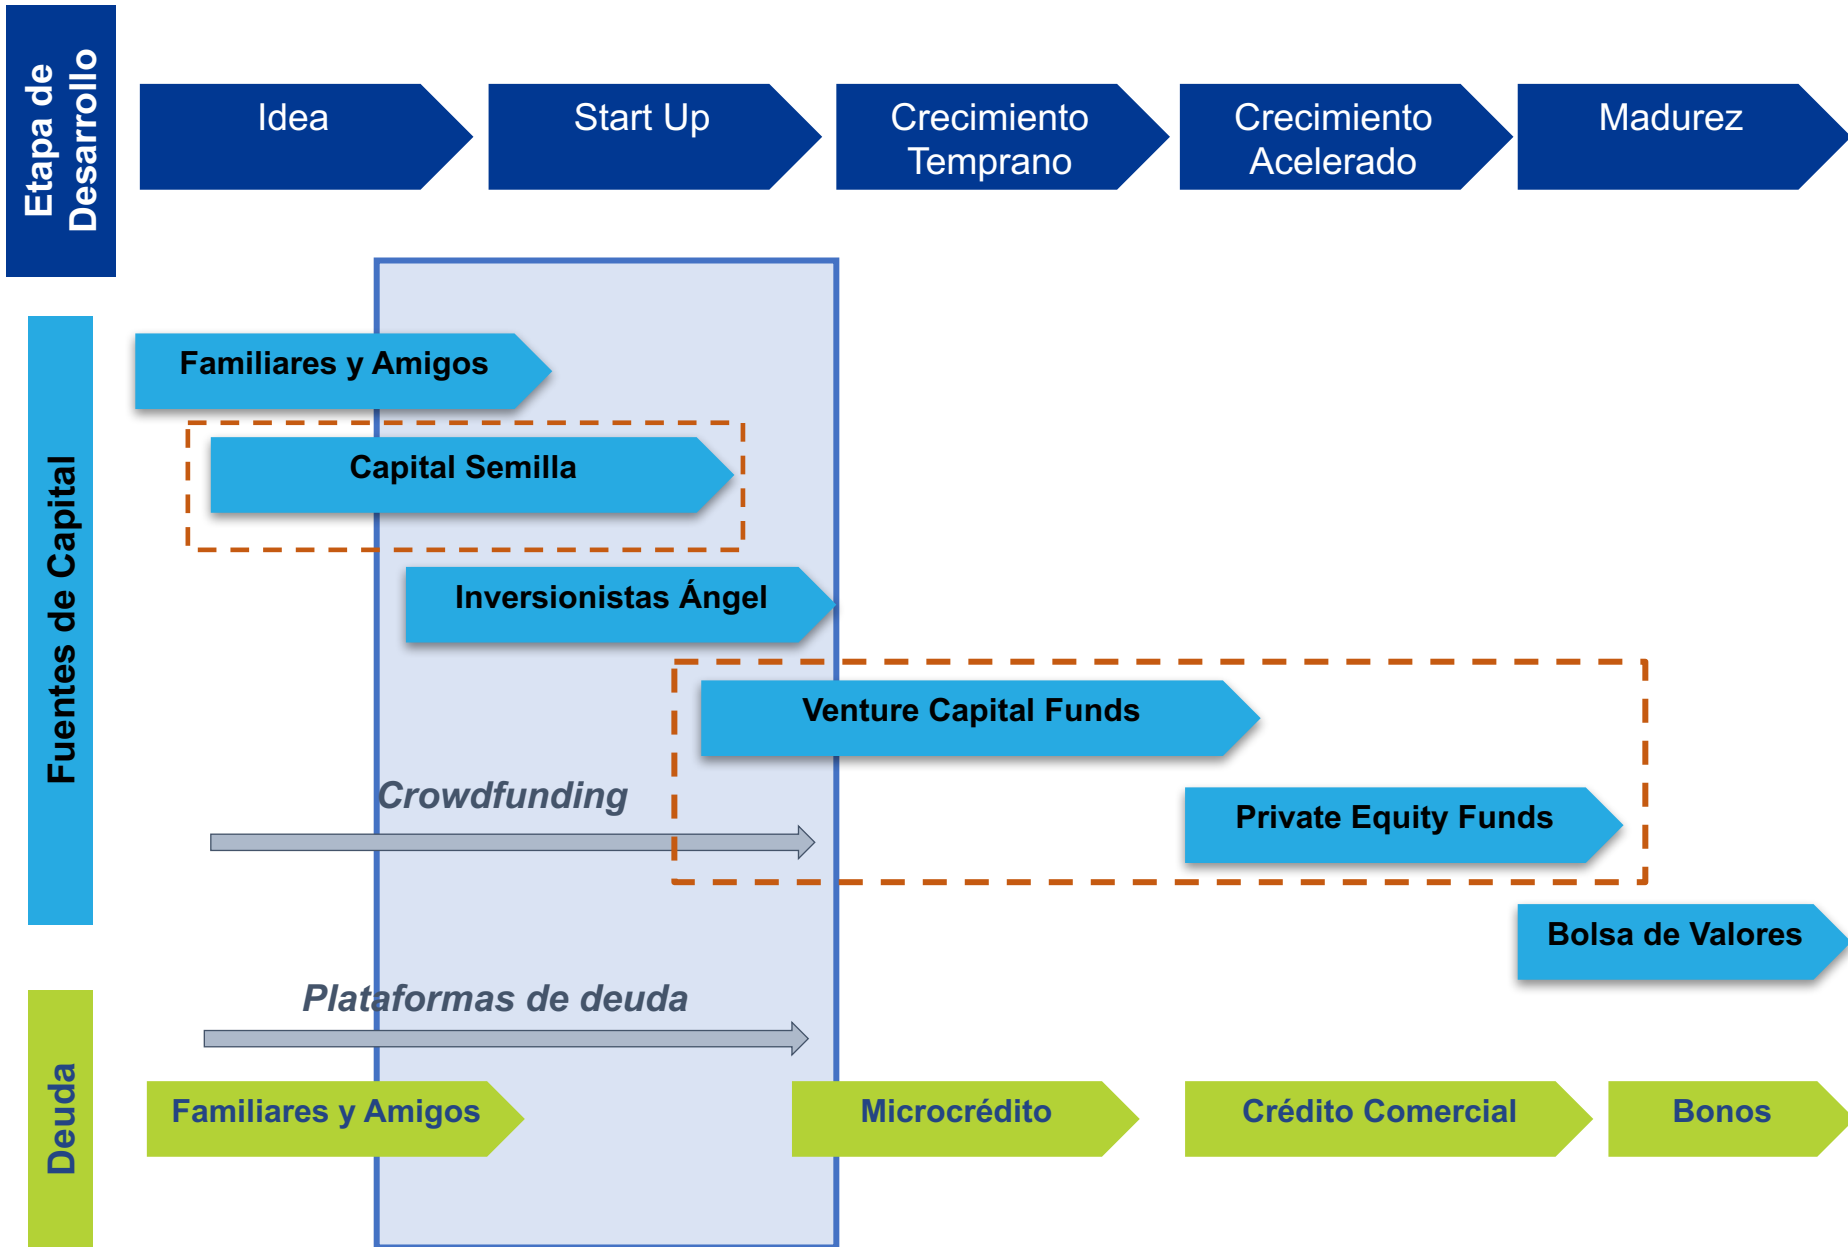 Etapa de
Desarrollo
Idea
Start Up
Crecimiento
Temprano
Crecimiento
Acelerado
Madurez
Fuentes de Capital
Familiares y Amigos
Capital Semilla
Inversionistas Ángel
Venture Capital Funds
Crowdfunding
Private Equity Funds
Bolsa de Valores
Deuda
Plataformas de deuda
Familiares y Amigos
Microcrédito
Crédito Comercial
Bonos